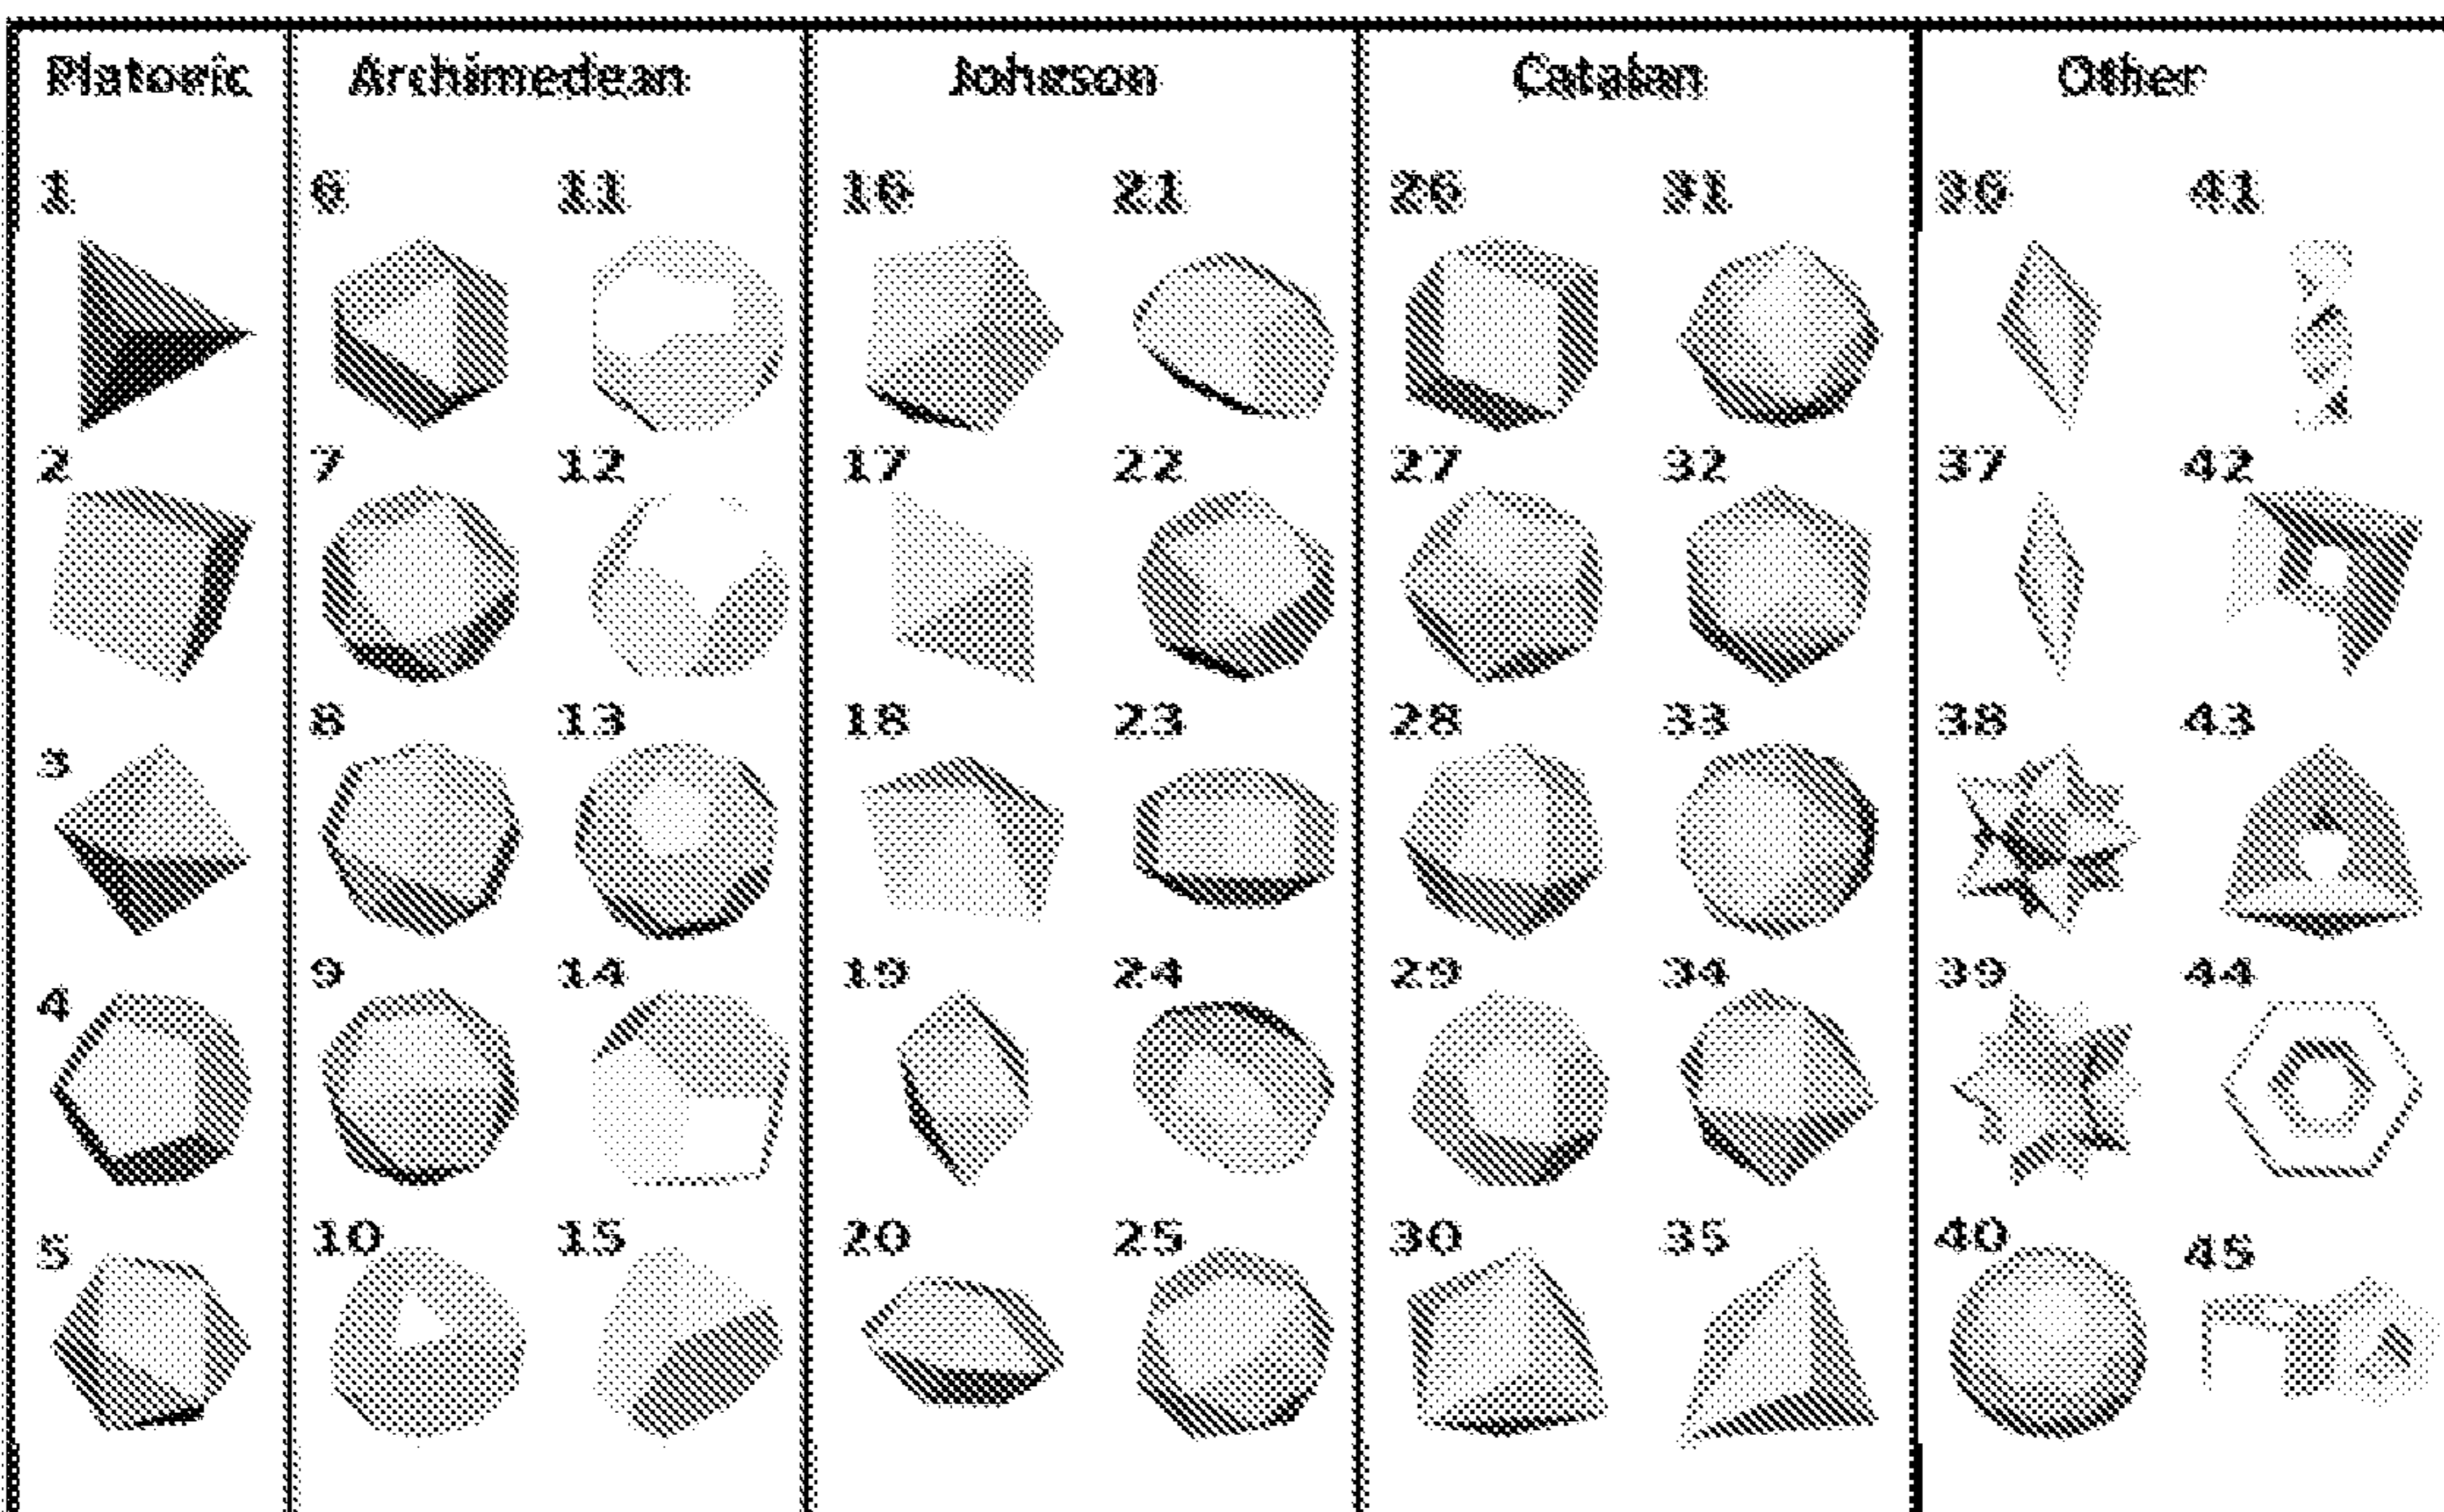 Platonic Archimedean Johnson Catalan Other
1 6 11 16 21 26 31 36 41
2 7 12 17 22 27 32 37 42
3 8 13 18 23 28 33 38 43
4 9 14 19 24 29 34 39 44
5 10 15 20 25 30 35 40 45